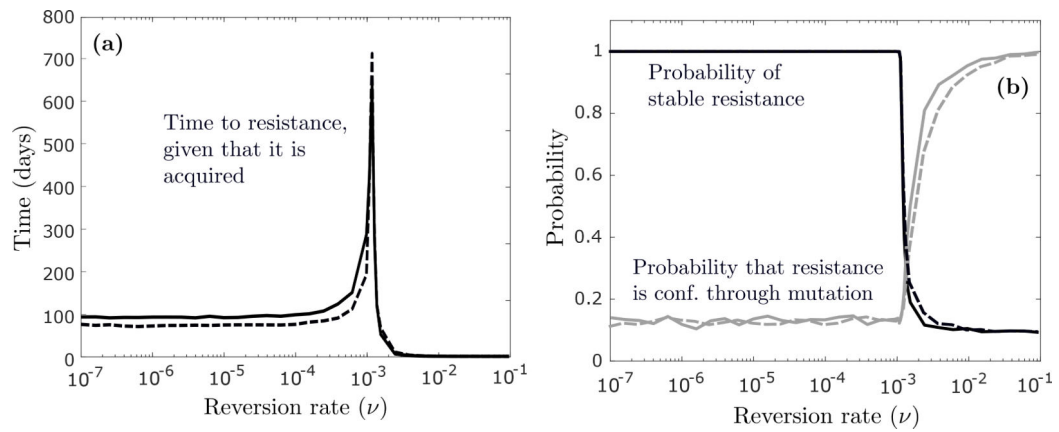 (a)
800
700
600
500
400
300
200
100
0
Time (days)
Time to resistance,
given that it is
acquired
10^-7
10^-6
10^-5
10^-4
10^-3
10^-2
10^-1
Reversion rate (ν)
(b)
1
0.8
0.6
0.4
0.2
0
Probability
Probability of
stable resistance
Probability that resistance
is conf. through mutation
10^-7
10^-6
10^-5
10^-4
10^-3
10^-2
10^-1
Reversion rate (ν)